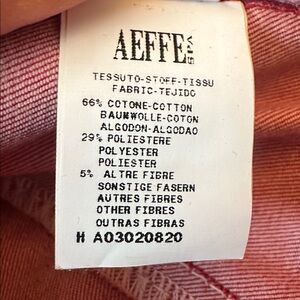 AEFFE SPA
TESSUTO-STOFF-TISSU
FABRIC-TEJIDO
66% COTONE-COTTON
BAUMWOLLE-COTON
ALGODON-ALGODAO
29% POLIESTERE
POLYESTER
POLIESTER
5% ALTRE FIBRE
SONSTIGE FASERN
AUTRES FIBRES
OTHER FIBRES
OUTRAS FIBRAS
H A03020820